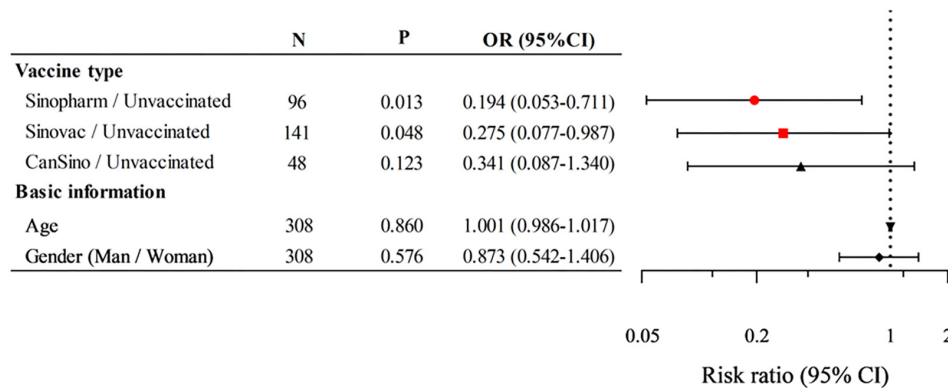 N P OR (95%CI)
Vaccine type
Sinopharm / Unvaccinated 96 0.013 0.194 (0.053-0.711)
Sinovac / Unvaccinated 141 0.048 0.275 (0.077-0.987)
CanSino / Unvaccinated 48 0.123 0.341 (0.087-1.340)
Basic information
Age 308 0.860 1.001 (0.986-1.017)
Gender (Man / Woman) 308 0.576 0.873 (0.542-1.406)
0.05 0.2 1 2
Risk ratio (95% CI)